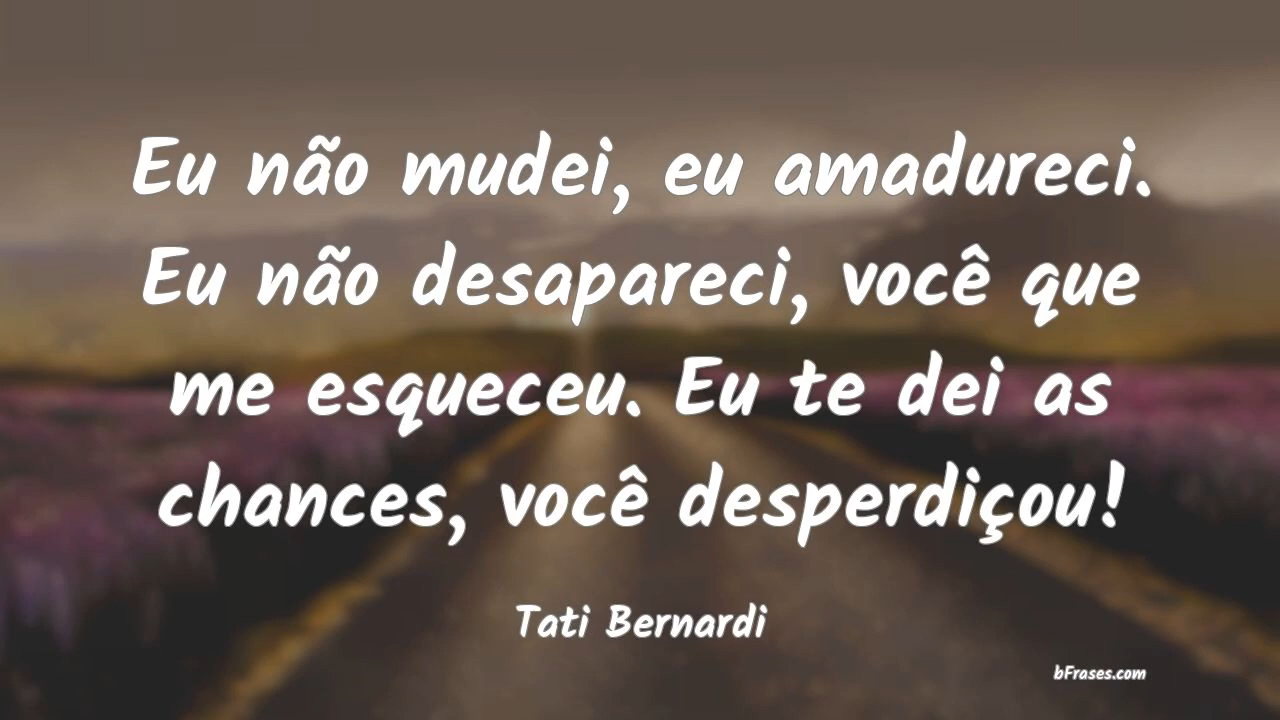 Eu não mudei, eu amadureci.
Eu não desapareci, você que
me esqueceu. Eu te dei as
chances, você desperdiçou!
Tati Bernardi
bFrases.com